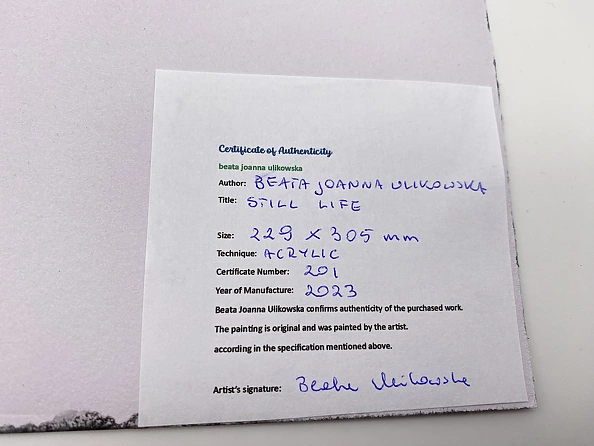 Certificate of Authenticity
beata joanna ulikowska
Author: BEATA JOANNA ULIKOWSKA
Title: STILL LIFE
Size: 229 X 305 mm
Technique: ACRYLIC
Certificate Number: 201
Year of Manufacture: 2023
Beata Joanna Ulikowska confirms authenticity of the purchased work.
The painting is original and was painted by the artist.
according in the specification mentioned above.
Artist's signature: Beata Ulikowska